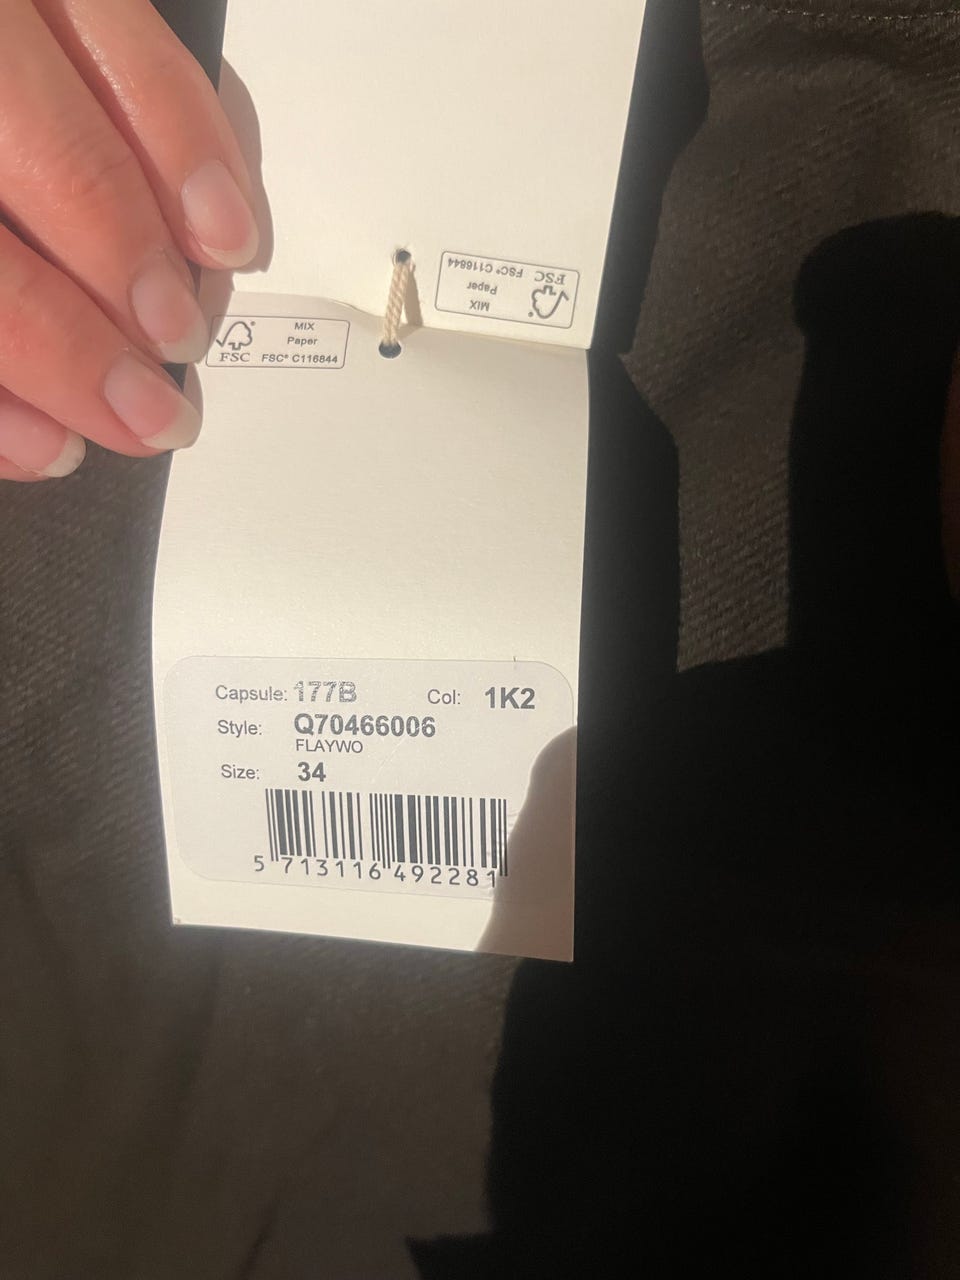 FSC FSC® C116844
Paper
MIX
MIX
Paper
FSC FSC® C116844
Capsule: 177B Col: 1K2
Style: Q70466006
FLAYWO
Size: 34
5 713116 492281